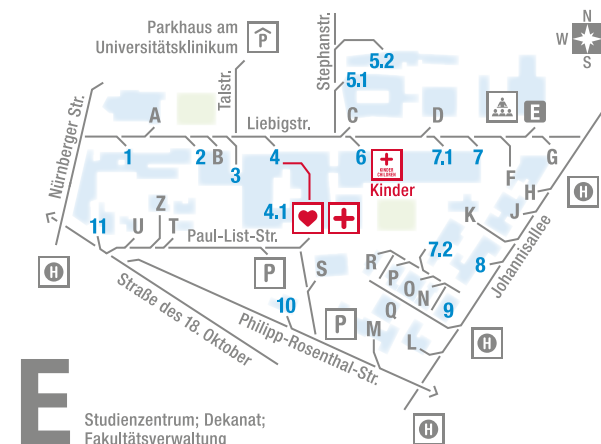 Parkhaus am
Universitätsklinikum
P
N
W
S
Stephanstr.
5.2
5.1
Talstr.
Nürnberger Str.
A
C
D
E
Liebigstr.
1
2
B
3
4
6
7.1
7
F
G
KINDER
CHILDREN
Kinder
H
H
J
K
4.1
Z
11
U
T
Paul-List-Str.
Johannisallee
7.2
8
R
P
O
N
H
P
S
Q
9
Straße des 18. Oktober
10
Philipp-Rosenthal-Str.
P
M
L
H
H
E
Studienzentrum; Dekanat;
Fakultätsverwaltung